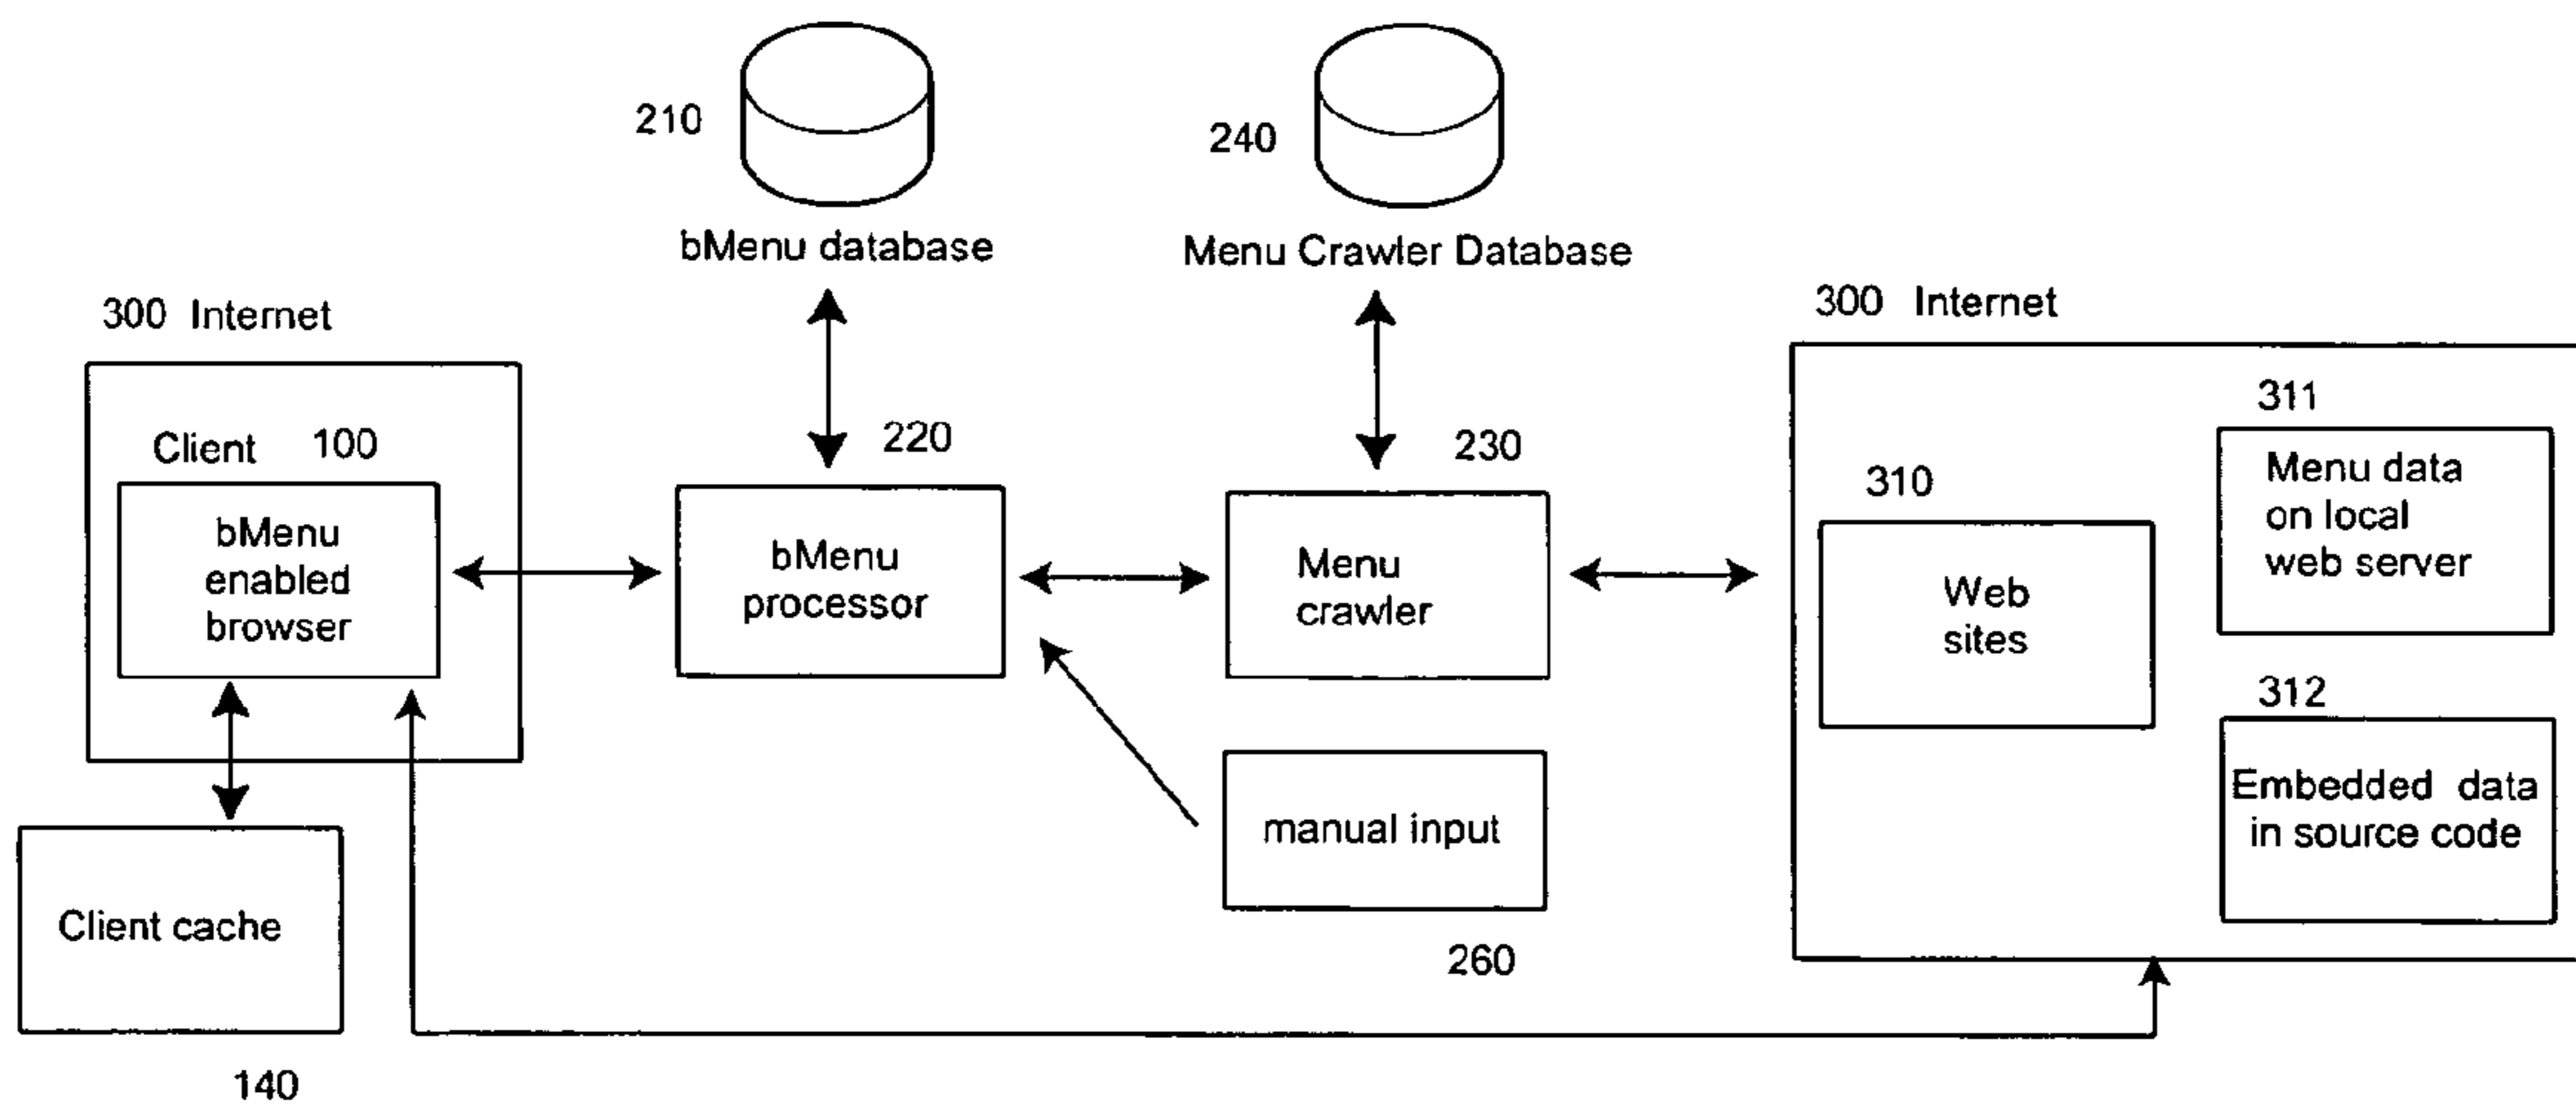 210
240
bMenu database
Menu Crawler Database
300 Internet
300 Internet
Client 100
220
230
311
310
bMenu
enabled
browser
bMenu
processor
Menu
crawler
Web
sites
Menu data
on local
web server
312
Embedded data
in source code
manual input
260
Client cache
140